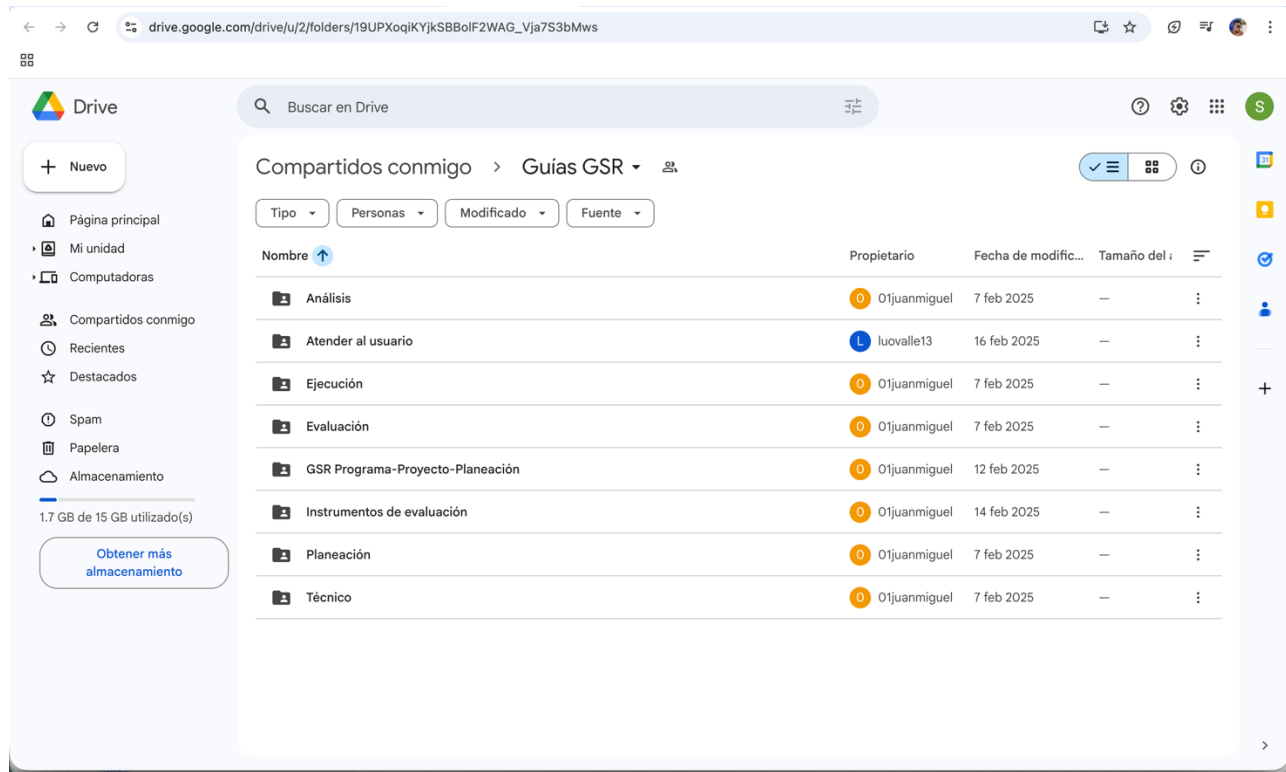 drive.google.com/drive/u/2/folders/19UPXoqiKYjkSBBolF2WAG_Vja7S3bMws
Drive
Buscar en Drive
S
Nuevo
Compartidos conmigo > Guías GSR
31
Página principal
Mi unidad
Computadoras
Compartidos conmigo
Recientes
Destacados
Spam
Papelera
Almacenamiento
1.7 GB de 15 GB utilizado(s)
Obtener más
almacenamiento
Tipo Personas Modificado Fuente
Nombre Propietario Fecha de modific... Tamaño del a
Análisis O 01juanmiguel 7 feb 2025 —
Atender al usuario L luovalle13 16 feb 2025 —
Ejecución O 01juanmiguel 7 feb 2025 —
Evaluación O 01juanmiguel 7 feb 2025 —
GSR Programa-Proyecto-Planeación O 01juanmiguel 12 feb 2025 —
Instrumentos de evaluación O 01juanmiguel 14 feb 2025 —
Planeación O 01juanmiguel 7 feb 2025 —
Técnico O 01juanmiguel 7 feb 2025 —